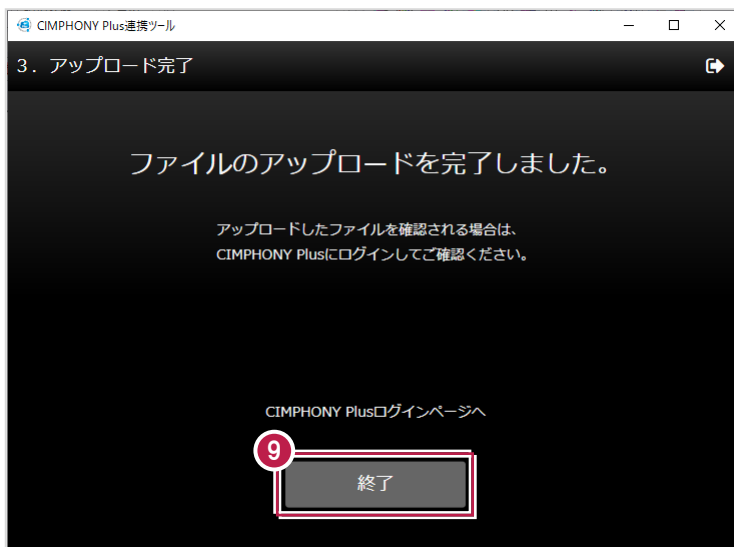 CIMPHONY Plus連携ツール
3．アップロード完了
ファイルのアップロードを完了しました。
アップロードしたファイルを確認される場合は、
CIMPHONY Plusにログインしてご確認ください。
CIMPHONY Plusログインページへ
9
終了